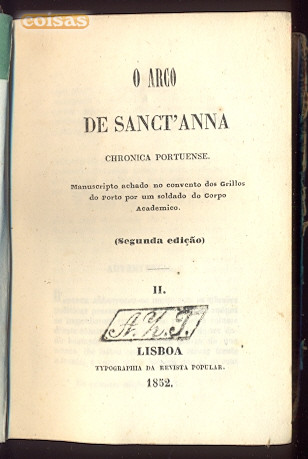 coisas
O ARCO
DE SANCT'ANNA
CHRONICA PORTUENSE.
Manuscripto achado no convento dos Grillos
do Porto por um soldado do Corpo
Academico.
(Segunda edição)
II.
LISBOA
TYPOGRAPHIA DA REVISTA POPULAR.
1852.